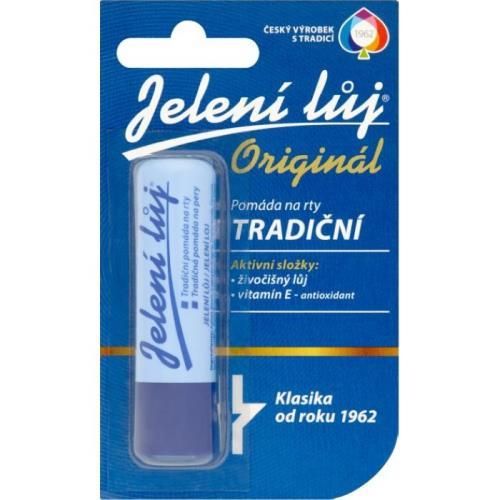 ČESKÝ VÝROBEK
S TRADICÍ
1962
Jelení lůj®
Originál
Pomáda na rty
TRADIČNÍ
Aktivní složky:
• živočišný lůj
• vitamín E - antioxidant
Klasika
od roku 1962
Jelení lůj
Tradiční pomáda na rty
Tradičná pomáda na pery
JELENÍ LŮJ / JELENÍ LOJ